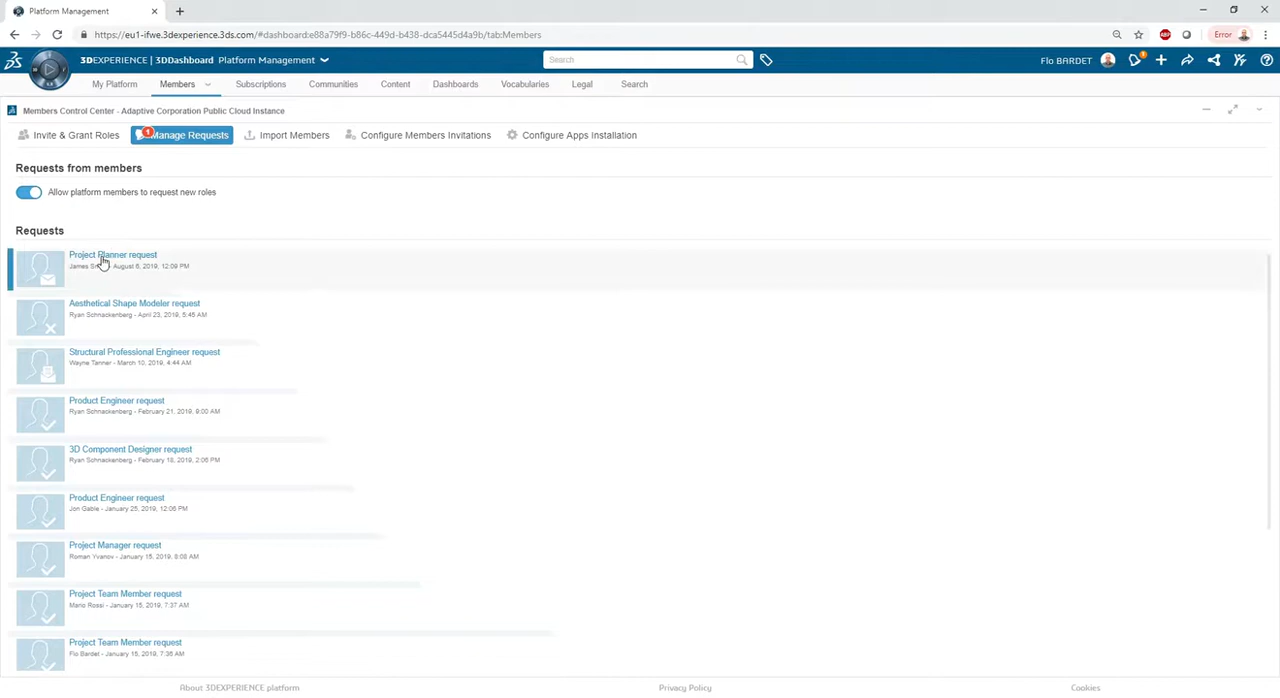 Platform Management
https://eu1-ifwe.3dexperience.3ds.com/#dashboard:e88a79f9-b86c-449d-b438-dca5445d4a9b/tab:Members
ABP
Error
3DEXPERIENCE | 3DDashboard Platform Management
Search
Flo BARDET
1
My Platform
Members
Subscriptions
Communities
Content
Dashboards
Vocabularies
Legal
Search
Members Control Center - Adaptive Corporation Public Cloud Instance
Invite & Grant Roles
1
Manage Requests
Import Members
Configure Members Invitations
Configure Apps Installation
Requests from members
Allow platform members to request new roles
Requests
Project Planner request
James August 6, 2019, 12:09 PM
Aesthetical Shape Modeler request
Ryan Schnackenberg - April 23, 2019, 5:45 AM
Structural Professional Engineer request
Wayne Tanner - March 10, 2019, 4:44 AM
Product Engineer request
Ryan Schnackenberg - February 21, 2019, 9:00 AM
3D Component Designer request
Ryan Schnackenberg - February 18, 2019, 2:06 PM
Product Engineer request
Jon Gable - January 25, 2019, 12:06 PM
Project Manager request
Roman Yvanov - January 15, 2019, 8:08 AM
Project Team Member request
Mario Rossi - January 15, 2019, 7:37 AM
Project Team Member request
Flo Bardet - January 15, 2019, 7:36 AM
About 3DEXPERIENCE platform
Privacy Policy
Cookies